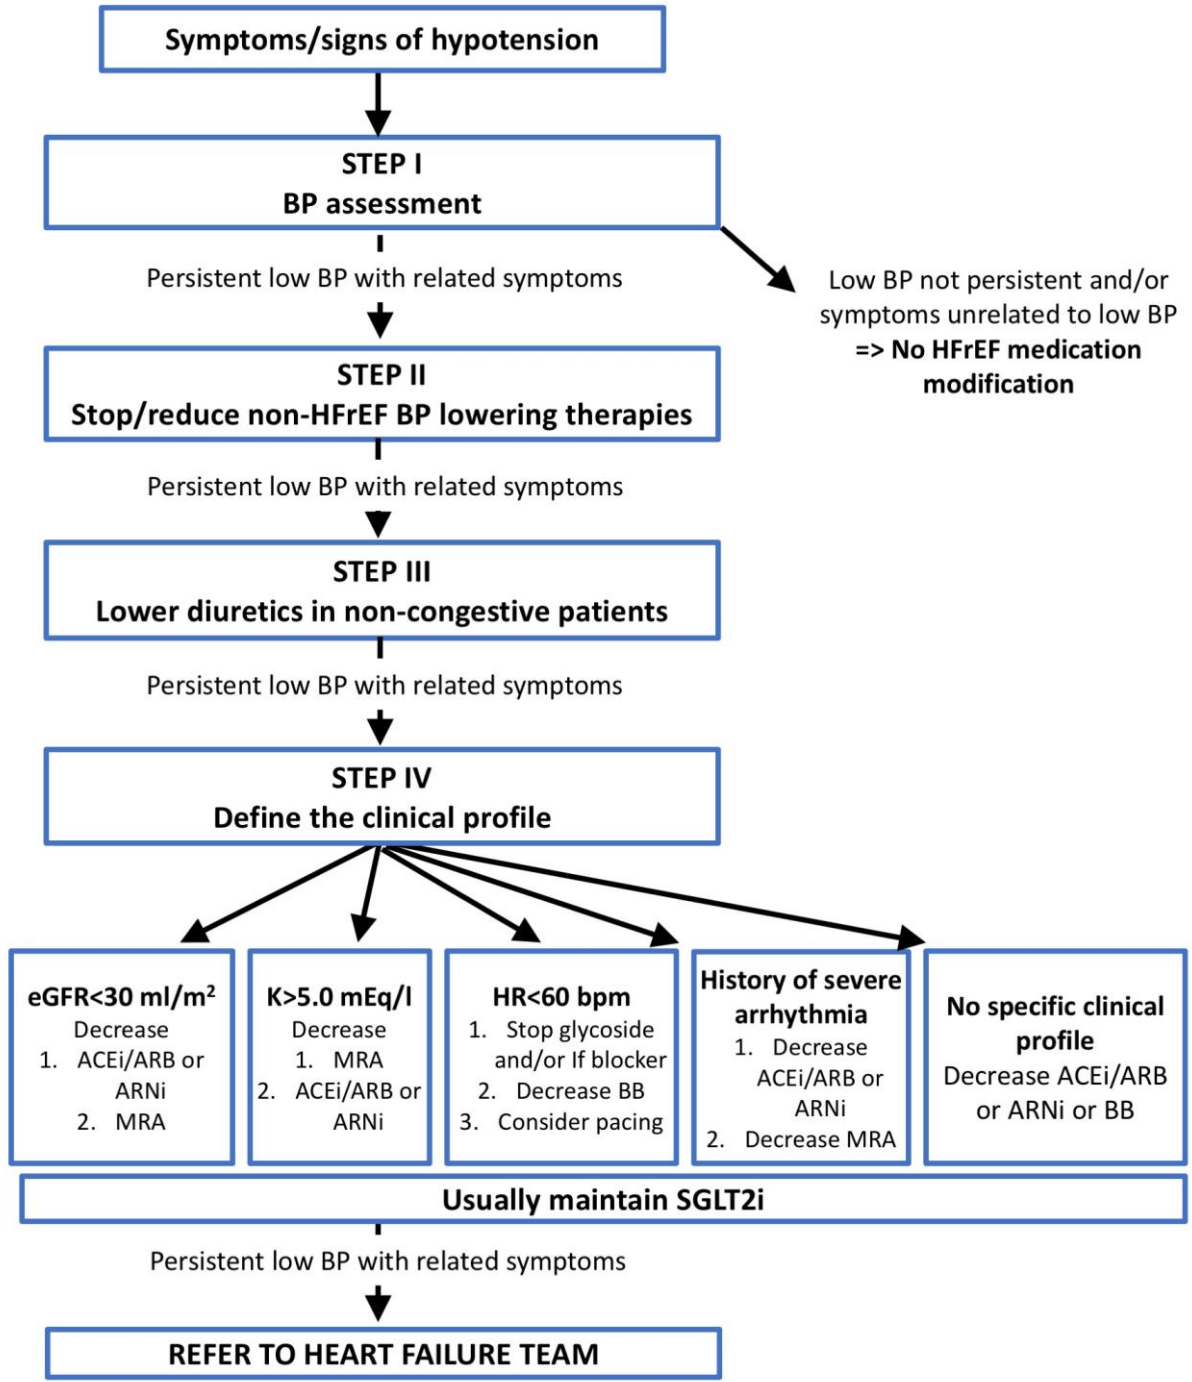 Symptoms/signs of hypotension
STEP I
BP assessment
Persistent low BP with related symptoms
Low BP not persistent and/or
symptoms unrelated to low BP
=> No HFrEF medication
modification
STEP II
Stop/reduce non-HFrEF BP lowering therapies
Persistent low BP with related symptoms
STEP III
Lower diuretics in non-congestive patients
Persistent low BP with related symptoms
STEP IV
Define the clinical profile
eGFR<30 ml/m²
Decrease
1. ACEi/ARB or
ARNi
2. MRA
K>5.0 mEq/l
Decrease
1. MRA
2. ACEi/ARB or
ARNi
HR<60 bpm
1. Stop glycoside
and/or If blocker
2. Decrease BB
3. Consider pacing
History of severe
arrhythmia
1. Decrease
ACEi/ARB or
ARNi
2. Decrease MRA
No specific clinical
profile
Decrease ACEi/ARB
or ARNi or BB
Usually maintain SGLT2i
Persistent low BP with related symptoms
REFER TO HEART FAILURE TEAM